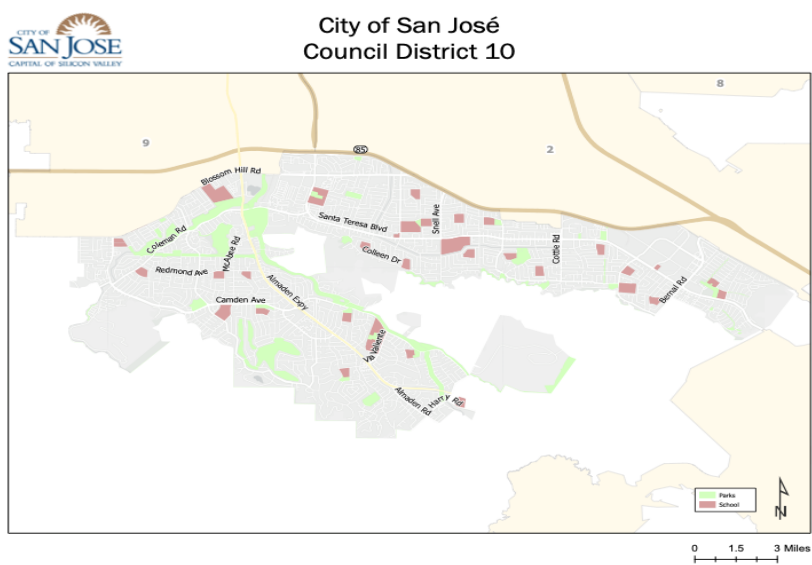 CITY OF
SAN JOSE
CAPITAL OF SILICON VALLEY
City of San José
Council District 10
8
9
85
2
Blossom Hill Rd
Santa Teresa Blvd
Snell Ave
Coleman Rd
McAbee Rd
Colleen Dr
Cottle Rd
Redmond Ave
Almaden Expy
Bernal Rd
Camden Ave
Via Valiente
Almaden Rd
Harry Rd
Parks
School
N
0 1.5 3 Miles